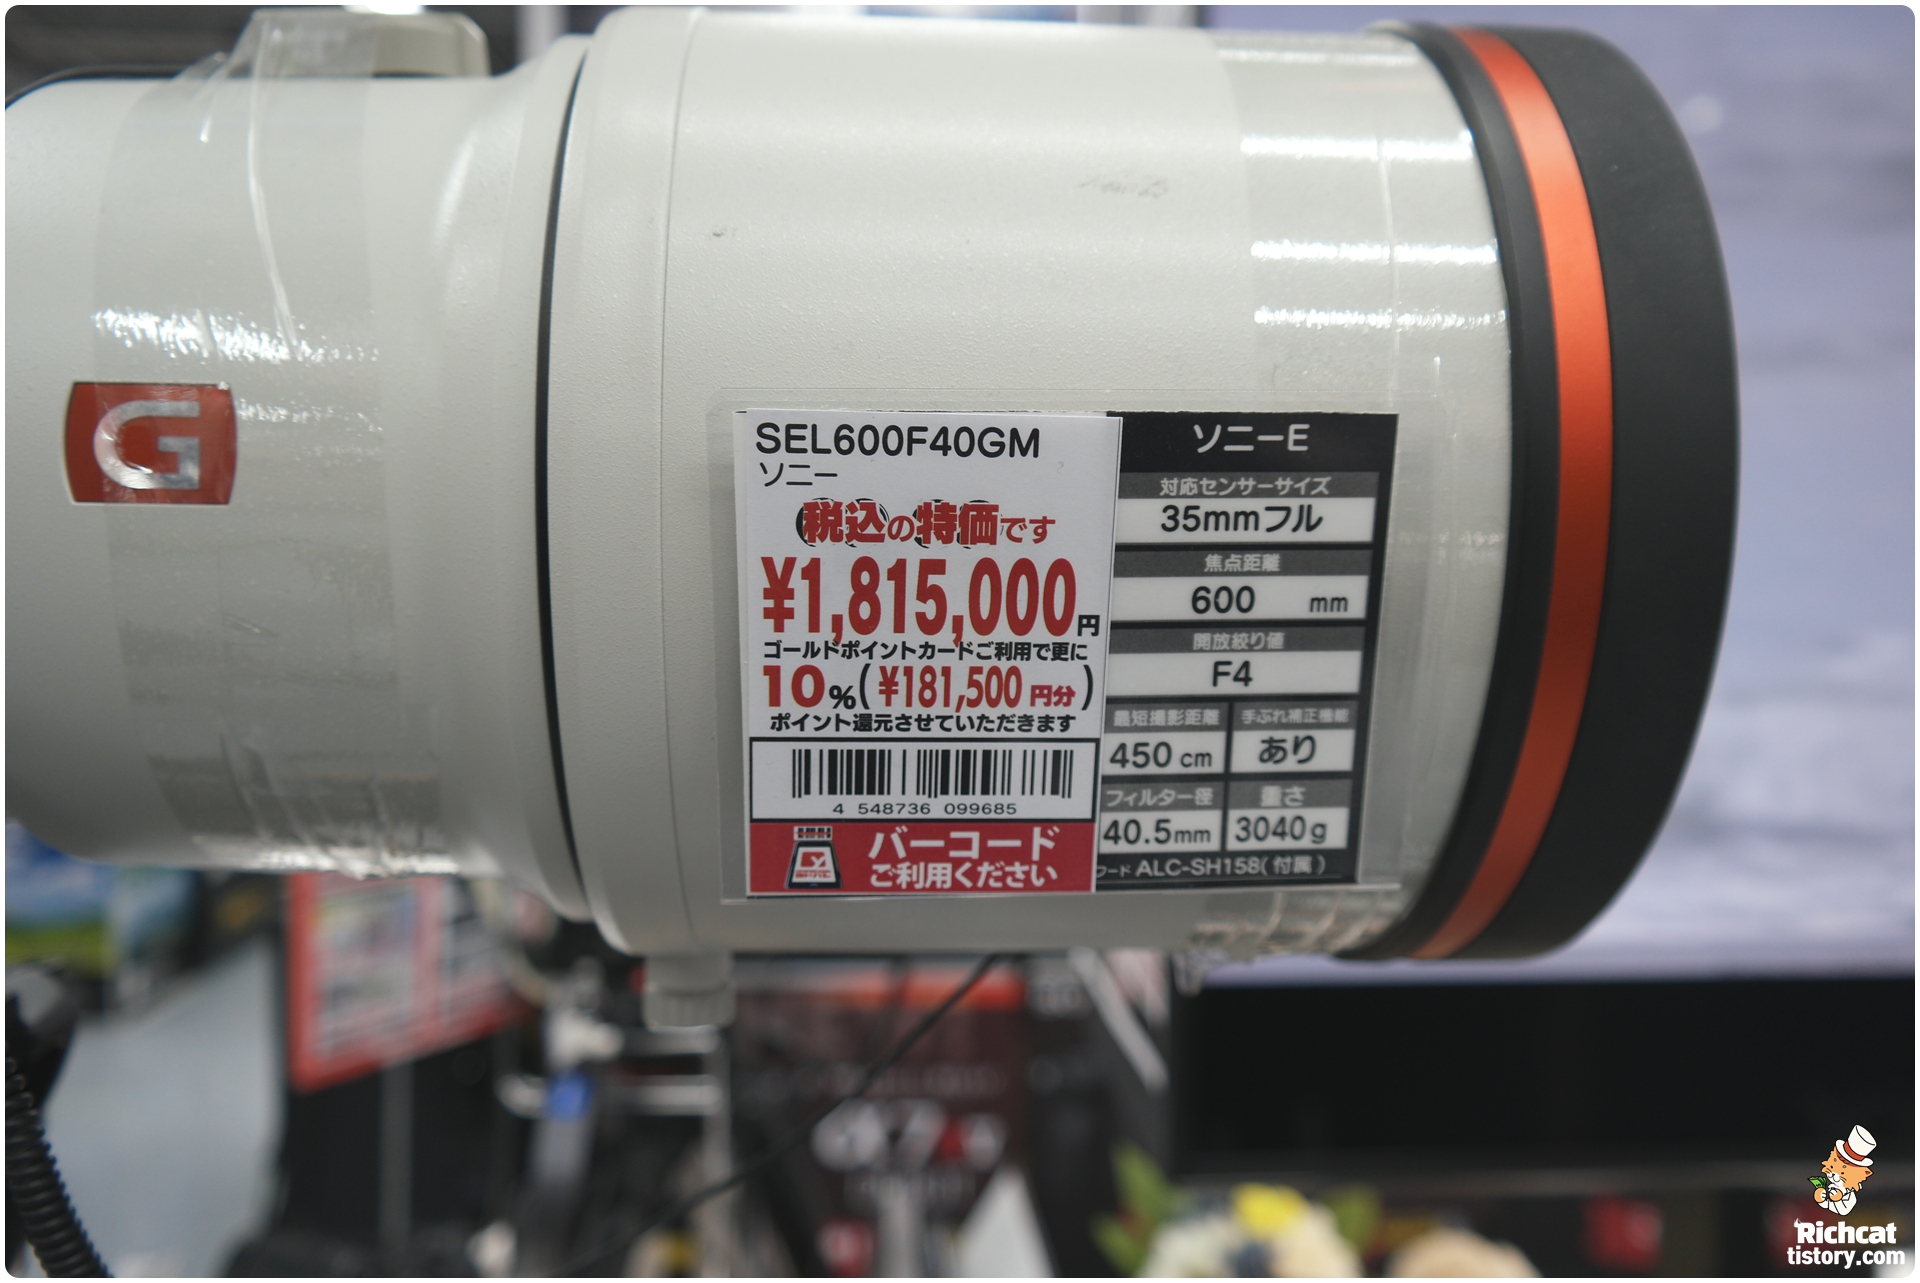 G
SEL600F40GM
ソニー
税込の特価です
¥1,815,000円
ゴールドポイントカードご利用で更に
10%(¥181,500円分)
ポイント還元させていただきます
4 548736 099685
バーコード
ご利用ください
ソニーE
対応センサーサイズ
35mmフル
焦点距離
600 mm
開放絞り値
F4
最短撮影距離 手ぶれ補正機能
450 cm あり
フィルター径 重さ
40.5mm 3040g
ード ALC-SH158(付属)
Richcat
tistory.com